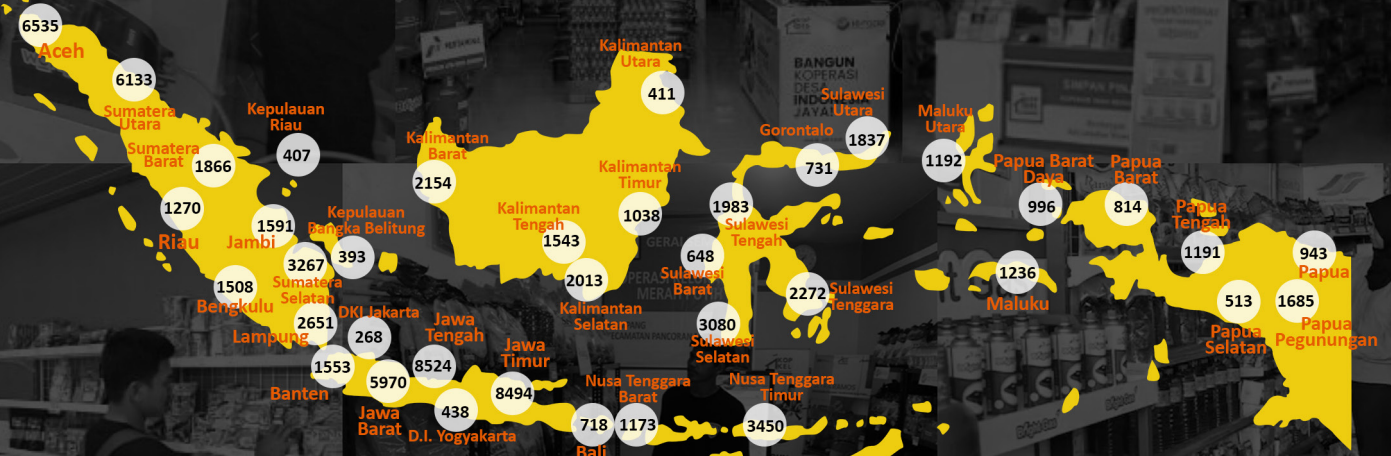 6535
Aceh
6133
Sumatera
Utara
Kepulauan
Riau
407
Sumatera
Barat
1866
1270
Riau
1591
Jambi
Kepulauan
Bangka Belitung
393
3267
Sumatera
Selatan
1508
Bengkulu
2651
Lampung
DKI Jakarta
268
1553
Banten
5970
Jawa
Barat
Jawa
Tengah
8524
438
D.I. Yogyakarta
Jawa
Timur
8494
718
Bali
Nusa Tenggara
Barat
1173
Nusa Tenggara
Timur
3450
Kalimantan
Barat
2154
Kalimantan
Utara
411
Kalimantan
Timur
1038
Kalimantan
Tengah
1543
2013
Kalimantan
Selatan
BANGUN
KOPERASI
Sulawesi
Utara
1837
Gorontalo
731
1983
Sulawesi
Tengah
648
Sulawesi
Barat
2272
Sulawesi
Tenggara
3080
Sulawesi
Selatan
Maluku
Utara
1192
1236
Maluku
Papua Barat
Daya
996
Papua
Barat
814
Papua
Tengah
1191
943
Papua
513
Papua
Selatan
1685
Papua
Pegunungan